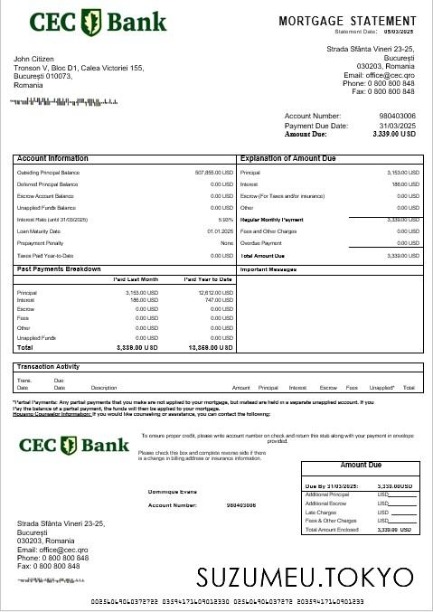 CEC Bank
MORTGAGE STATEMENT
Statement Date: 05/03/2025
Strada Sfântu Vineri 23-25,
București
030203, Romania
Email: office@cec.qro
Phone: 0 800 800 848
Fax: 0 800 800 848
John Citizen
Tronson V, Bloc D1, Calea Victoriei 155,
București 010073,
Romania
Account Number: 980403006
Payment Due Date: 31/03/2025
Amount Due: 3,339.00 USD
Account Information
Outstanding Principal Balance 507,855.00 USD
Deferred Principal Balance 0.00 USD
Escrow Account Balance 0.00 USD
Unapplied Funds Balance 0.00 USD
Interest Rate (until 31/03/2025)
Loan Maturity Date 01.01.2025
Prepayment Penalty None
Taxes Paid Year-to-Date 0.00 USD
Explanation of Amount Due
Principal 3,153.00 USD
Interest 186.00 USD
Escrow (For Taxes and/or insurance) 0.00 USD
Other 0.00 USD
Regular Monthly Payment 3,339.00 USD
Fees and Other Charges 0.00 USD
Overdue Payment 0.00 USD
Total Amount Due 3,339.00 USD
Past Payments Breakdown
Paid Last Month Paid Year to Date
Principal 3,153.00 USD 12,612.00 USD
Interest 186.00 USD 747.00 USD
Escrow 0.00 USD 0.00 USD
Fees 0.00 USD 0.00 USD
Other 0.00 USD 0.00 USD
Unapplied Funds 0.00 USD 0.00 USD
Total 3,339.00 USD
Important Messages
Transaction Activity
Trans. Due
Date Date Description Amount Principal Interest Escrow Fees Unapplied* Total
*Partial Payments: Any partial payments that you make are not applied to your mortgage, but instead are held in a separate unapplied account. If you
Pay the balance of a partial payment, the funds will then be applied to your mortgage.
Housing Counselor Information: If you would like counseling or assistance, you can contact the following:
CEC Bank
To ensure proper credit, please write account number on check and return this stub along with your payment in envelope
provided.
Please check this box and complete reverse side if there
is a change in billing address or insurance information.
Dominique Evans
Account Number: 980403006
Amount Due
Due By 31/03/2025: 3,339.00USD
Additional Principal USD
Additional Escrow USD
Late Charges USD
Fees & Other Charges USD
Total Amount Enclosed 3,339.00 USD
Strada Sfântu Vineri 23-25,
București
030203, Romania
Email: office@cec.qro
Phone: 0 800 800 848
Fax: 0 800 800 848
SUZUMEU.TOKYO